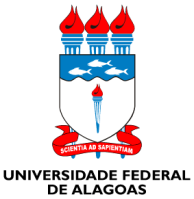 SCIENTIA AD SAPIENTIAM
UNIVERSIDADE FEDERAL
DE ALAGOAS